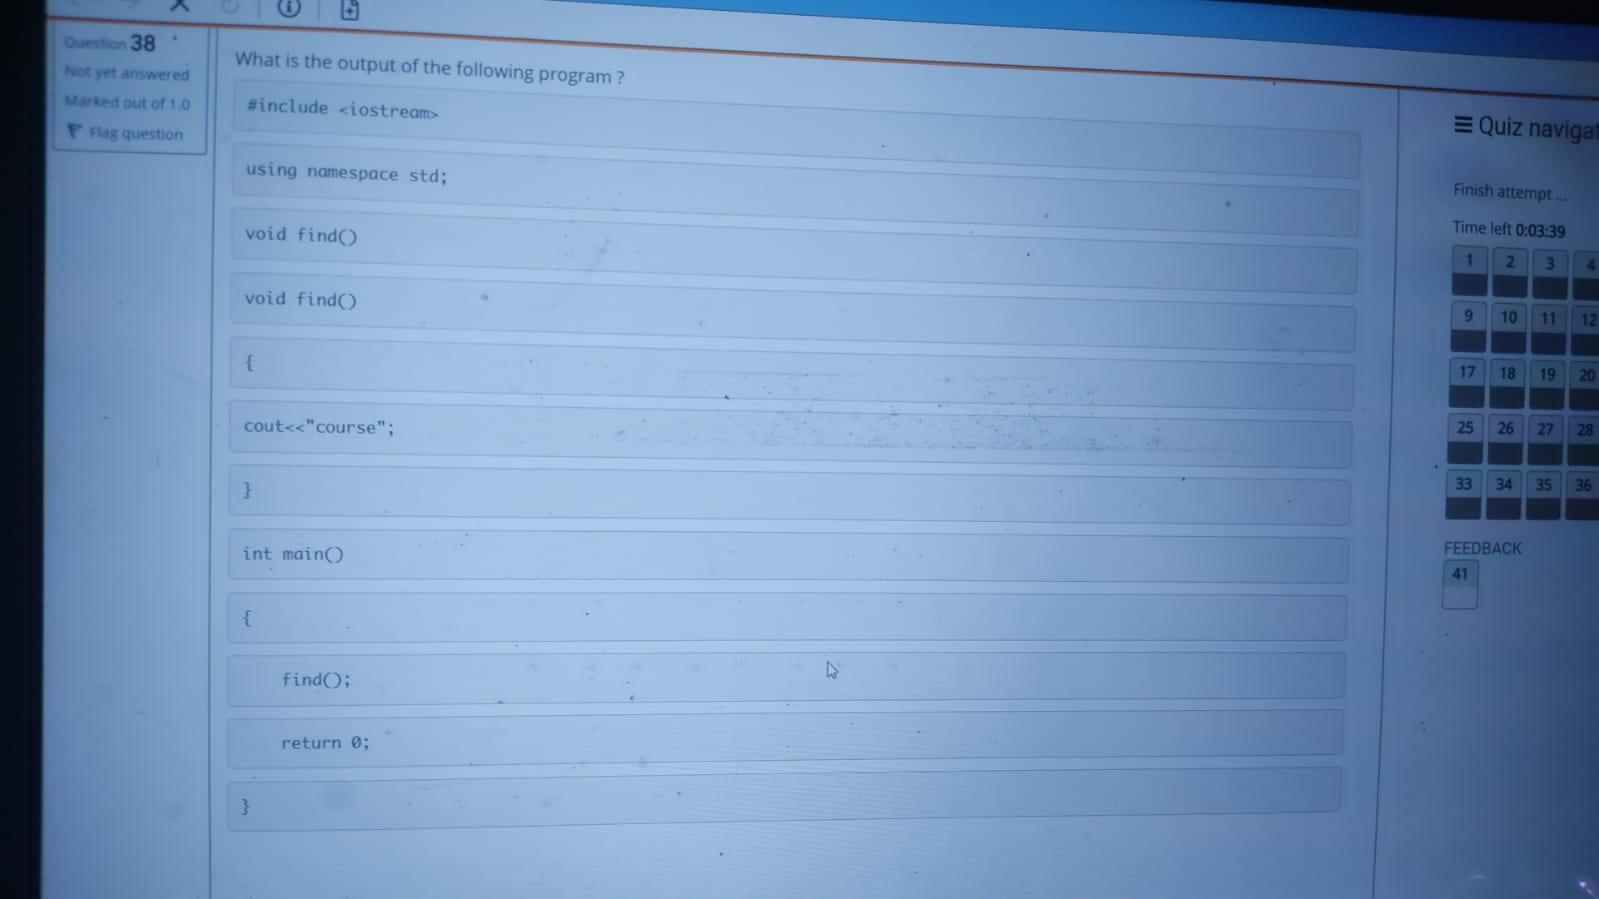 Question 38
Not yet answered
Marked out of 1.0
Flag question
What is the output of the following program ?
#include <iostream>
using namespace std;
void find()
void find()
{
cout<<"course";
}
int main()
{
find();
return 0;
}
Quiz navigat
Finish attempt ...
Time left 0:03:39
1 2 3 4
9 10 11 12
17 18 19 20
25 26 27 28
33 34 35 36
FEEDBACK
41